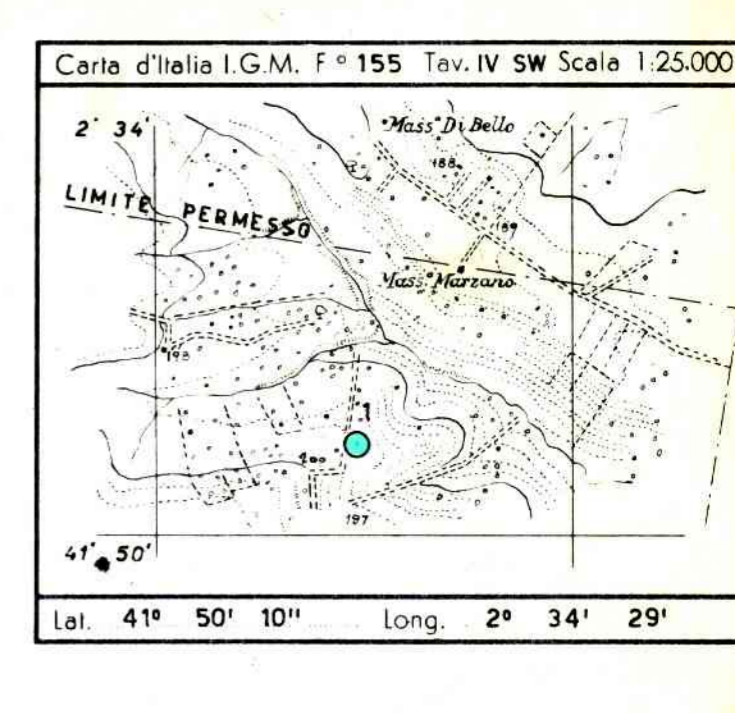 Carta d'Italia I.G.M. F° 155 Tav. IV SW Scala 1:25.000
2° 34'
Mass. Di Bello
188
LIMITE PERMESSO
189
Mass. Marzano
193
1
197
41° 50'
Lat. 41° 50' 10" Long. 2° 34' 29'